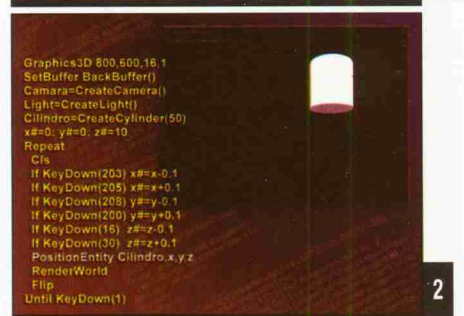 Graphics3D 800,600,16,1
SetBuffer BackBuffer()
Camara=CreateCamera()
Light=CreateLight()
Cilindro=CreateCylinder(50)
x#=0: y#=0: z#=10
Repeat
Cls
If KeyDown(203) x#=x-0.1
If KeyDown(205) x#=x+0.1
If KeyDown(208) y#=y-0.1
If KeyDown(200) y#=y+0.1
If KeyDown(16) z#=z-0.1
If KeyDown(30) z#=z+0.1
PositionEntity Cilindro,x,y,z
RenderWorld
Flip
Until KeyDown(1)
2